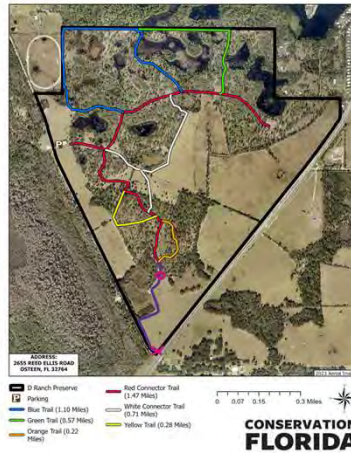 P
ADDRESS:
2655 REED ELLIS ROAD
OSTEEN, FL 32764
2023 Aerial
D Ranch Preserve
P Parking
Blue Trail (1.10 Miles)
Green Trail (0.57 Miles)
Orange Trail (0.22
Miles)
Red Connector Trail
(1.47 Miles)
White Connector Trail
(0.71 Miles)
Yellow Trail (0.28 Miles)
0 0.07 0.15 0.3 Miles
CONSERVATION
FLORIDA